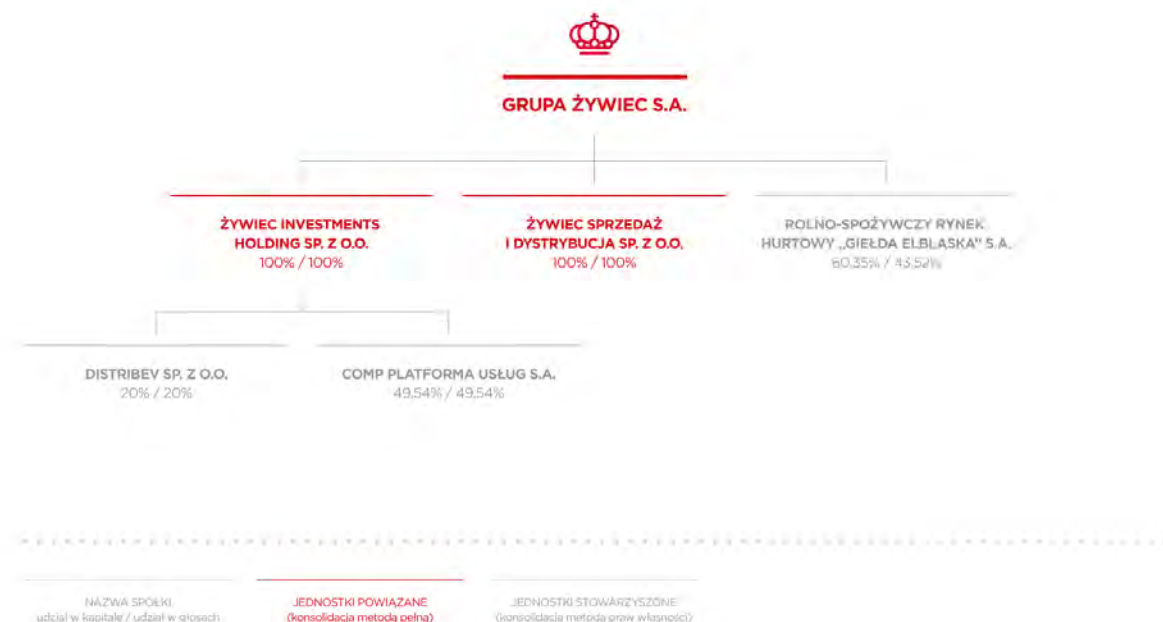 GRUPA ŻYWIEC S.A.
ŻYWIEC INVESTMENTS
HOLDING SP. Z O.O.
100% / 100%
ŻYWIEC SPRZEDAŻ
I DYSTRYBUCJA SP. Z O.O.
100% / 100%
ROLNO-SPOŻYWCZY RYNEK
HURTOWY „GIEŁDA ELBLASKA" S.A.
60,35% / 43,52%
DISTRIBEV SP. Z O.O.
20% / 20%
COMP PLATFORMA USŁUG S.A.
49,54% / 49,54%
NAZWA SPÓŁKI
udział w kapitale / udział w głosach
JEDNOSTKI POWIĄZANE
(konsolidacja metodą pełną)
JEDNOSTKI STOWARZYSZONE
(konsolidacja metodą praw własności)